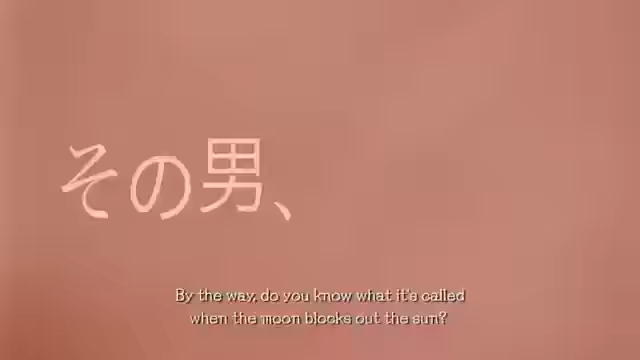 その男、
By the way, do you know what it's called
when the moon blocks out the sun?